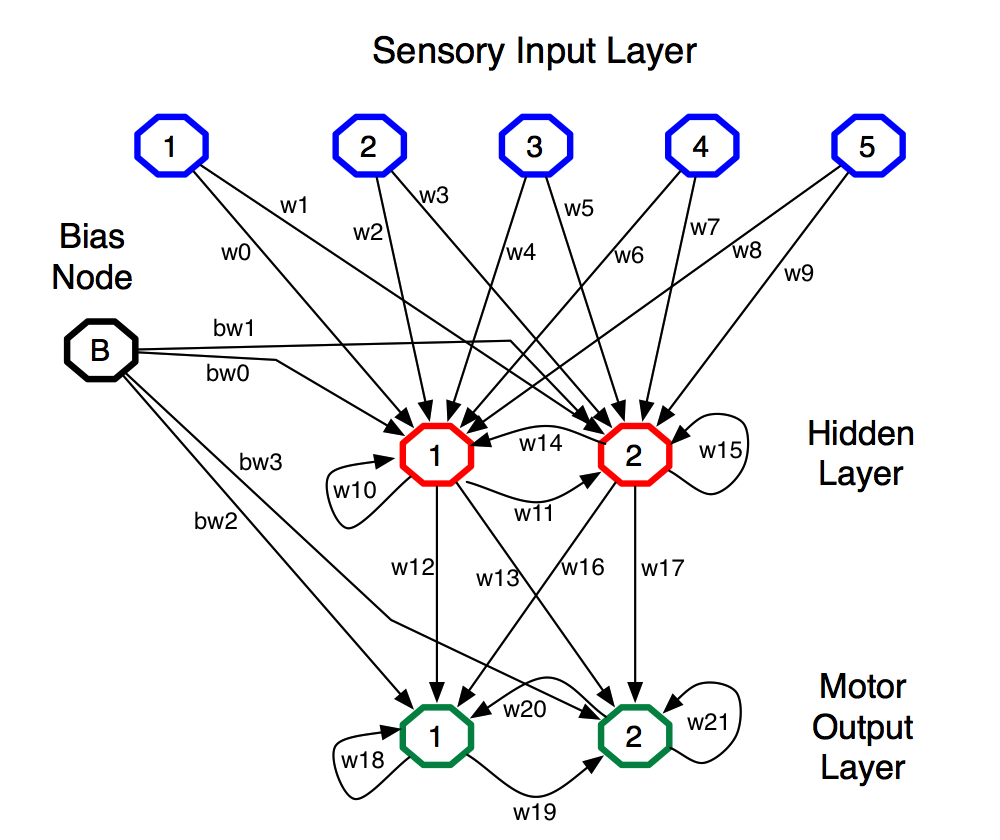 Sensory Input Layer
1 2 3 4 5
w1 w3 w5 w7
w0 w2 w4 w6 w8 w9
Bias
Node
B
bw1
bw0
Hidden
Layer
1 2
w14 w15
w10 w11
bw3
bw2
w12 w13 w16 w17
Motor
Output
Layer
1 2
w20 w21
w18 w19